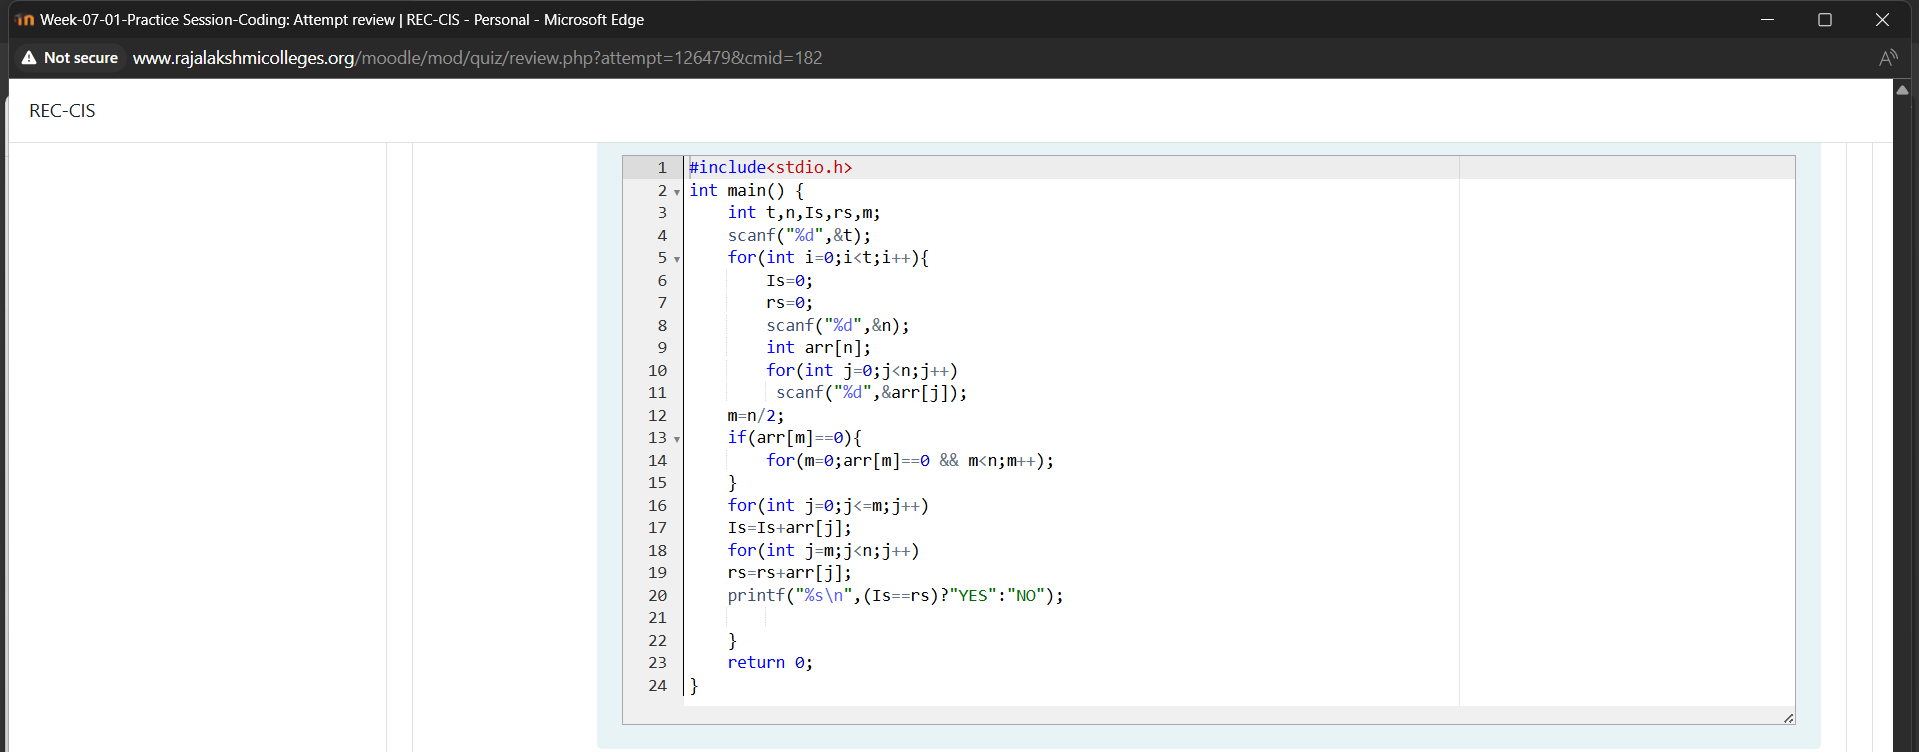 Week-07-01-Practice Session-Coding: Attempt review | REC-CIS - Personal - Microsoft Edge
Not secure www.rajalakshmicolleges.org/moodle/mod/quiz/review.php?attempt=126479&cmid=182
REC-CIS
1 #include<stdio.h>
2 int main() {
3     int t,n,Is,rs,m;
4     scanf("%d",&t);
5     for(int i=0;i<t;i++){
6         Is=0;
7         rs=0;
8         scanf("%d",&n);
9         int arr[n];
10         for(int j=0;j<n;j++)
11          scanf("%d",&arr[j]);
12     m=n/2;
13     if(arr[m]==0){
14         for(m=0;arr[m]==0 && m<n;m++);
15     }
16     for(int j=0;j<=m;j++)
17     Is=Is+arr[j];
18     for(int j=m;j<n;j++)
19     rs=rs+arr[j];
20     printf("%s\n",(Is==rs)?"YES":"NO");
21
22     }
23     return 0;
24 }